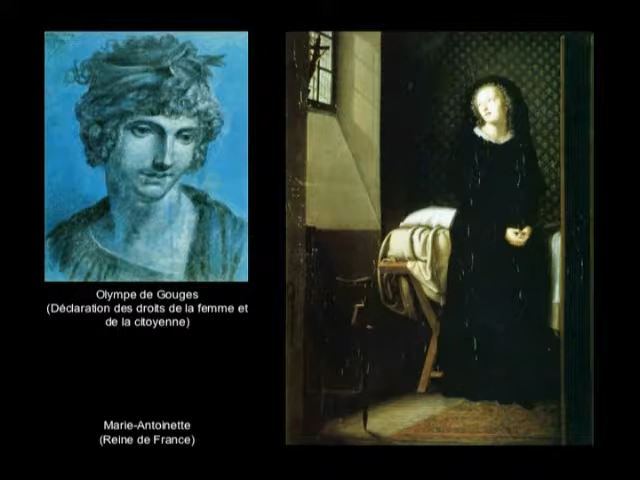 Olympe de Gouges
(Déclaration des droits de la femme et
de la citoyenne)
Marie-Antoinette
(Reine de France)